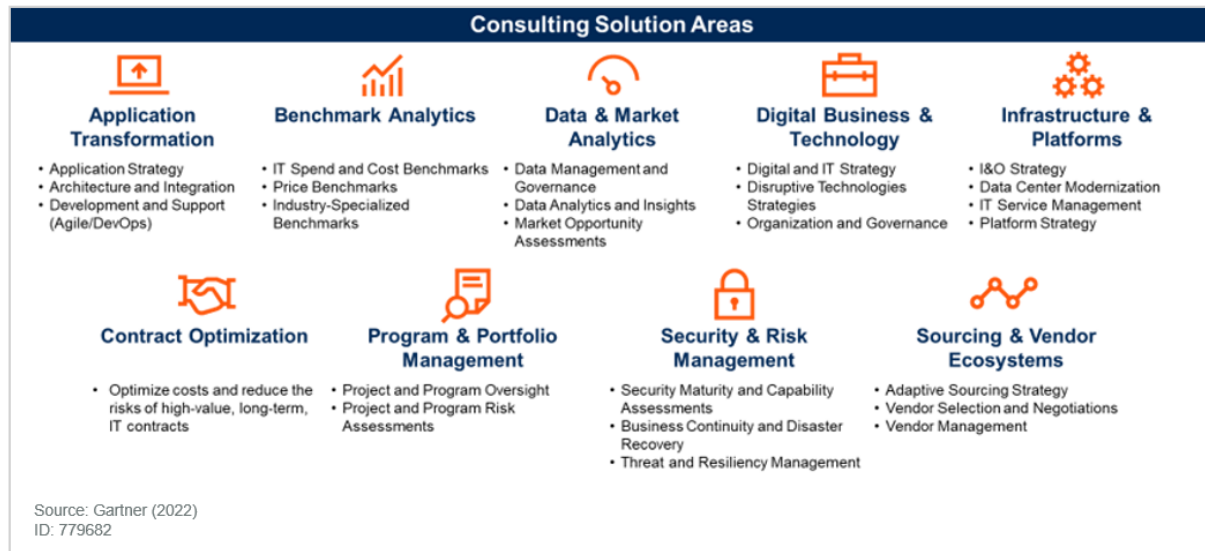 Consulting Solution Areas
Application
Transformation
• Application Strategy
• Architecture and Integration
• Development and Support
(Agile/DevOps)
Benchmark Analytics
• IT Spend and Cost Benchmarks
• Price Benchmarks
• Industry-Specialized
Benchmarks
Data & Market
Analytics
• Data Management and
Governance
• Data Analytics and Insights
• Market Opportunity
Assessments
Digital Business &
Technology
• Digital and IT Strategy
• Disruptive Technologies
Strategies
• Organization and Governance
Infrastructure &
Platforms
• I&O Strategy
• Data Center Modernization
• IT Service Management
• Platform Strategy
Contract Optimization
• Optimize costs and reduce the
risks of high-value, long-term,
IT contracts
Program & Portfolio
Management
• Project and Program Oversight
• Project and Program Risk
Assessments
Security & Risk
Management
• Security Maturity and Capability
Assessments
• Business Continuity and Disaster
Recovery
• Threat and Resiliency Management
Sourcing & Vendor
Ecosystems
• Adaptive Sourcing Strategy
• Vendor Selection and Negotiations
• Vendor Management
Source: Gartner (2022)
ID: 779682